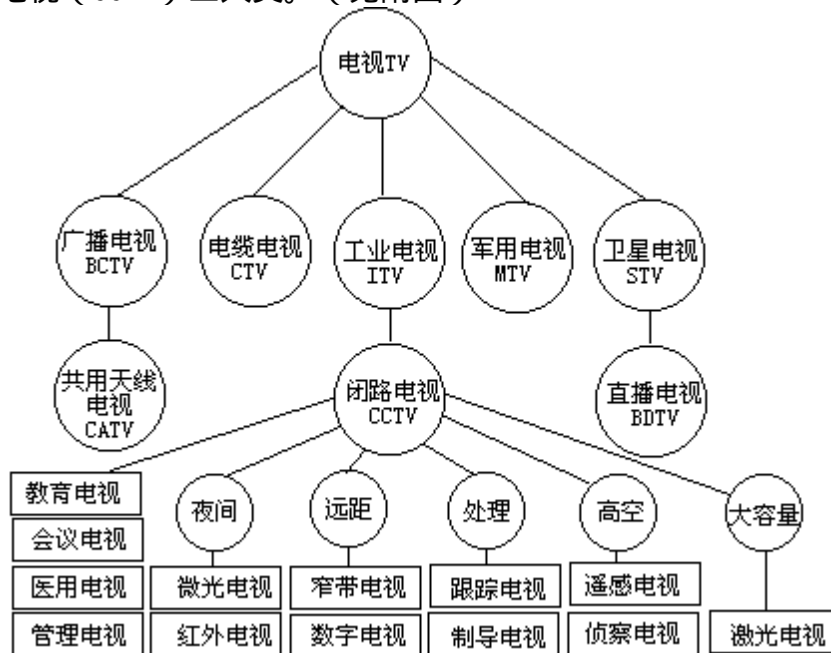 电视TV
广播电视
BCTV
电缆电视
CTV
工业电视
ITV
军用电视
MTV
卫星电视
STV
共用天线
电视
CATV
闭路电视
CCTV
直播电视
BDTV
教育电视
会议电视
医用电视
管理电视
夜间
微光电视
红外电视
远距
窄带电视
数字电视
处理
跟踪电视
制导电视
高空
遥感电视
侦察电视
大容量
激光电视